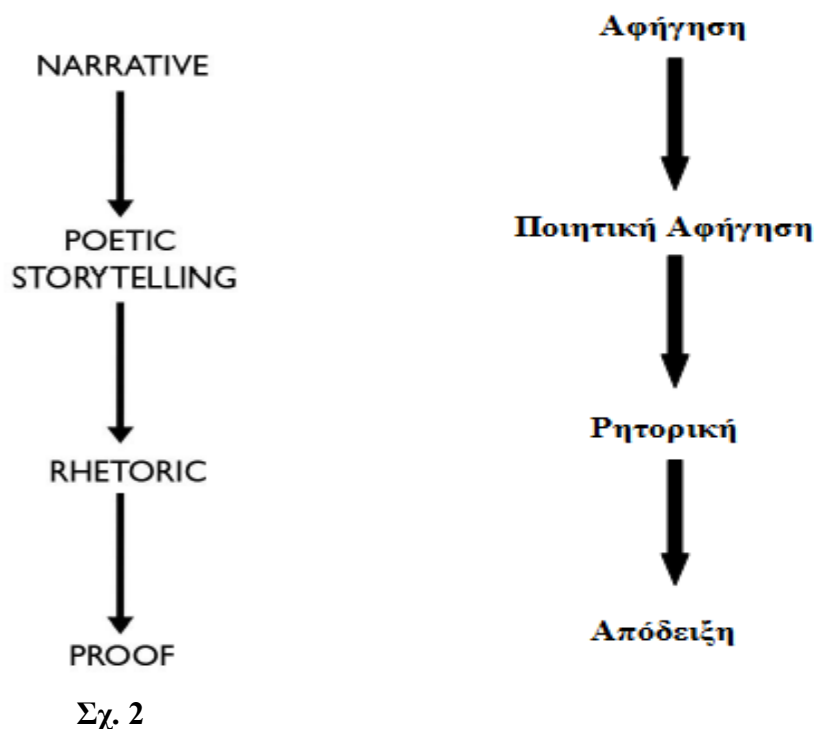 NARRATIVE
POETIC
STORYTELLING
RHETORIC
PROOF
Σχ. 2
Αφήγηση
Ποιητική Αφήγηση
Ρητορική
Απόδειξη